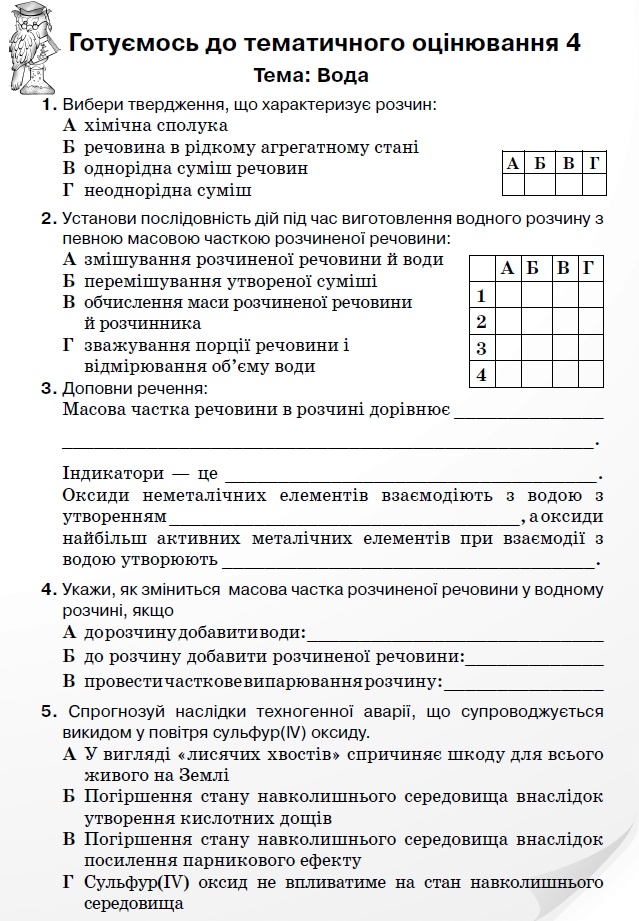 Готуємось до тематичного оцінювання 4
Тема: Вода
1. Вибери твердження, що характеризує розчин:
А хімічна сполука
Б речовина в рідкому агрегатному стані
В однорідна суміш речовин
Г неоднорідна суміш
А Б В Г
2. Установи послідовність дій під час виготовлення водного розчину з
певною масовою часткою розчиненої речовини:
А змішування розчиненої речовини й води
Б перемішування утвореної суміші
В обчислення маси розчиненої речовини
й розчинника
Г зважування порції речовини і
відмірювання об’єму води
А Б В Г
1
2
3
4
3. Доповни речення:
Масова частка речовини в розчині дорівнює _______________
_____________________________________________________.
Індикатори — це _____________________________________.
Оксиди неметалічних елементів взаємодіють з водою з
утворенням___________________________________, а оксиди
найбільш активних металічних елементів при взаємодії з
водою утворюють _____________________________________.
4. Укажи, як зміниться масова частка розчиненої речовини у водному
розчині, якщо
А до розчину добавити води:______________________________
Б до розчину добавити розчиненої речовини:______________
В провести часткове випарювання розчину:________________
5. Спрогнозуй наслідки техногенної аварії, що супроводжується
викидом у повітря сульфур(IV) оксиду.
А У вигляді «лисячих хвостів» спричиняє шкоду для всього
живого на Землі
Б Погіршення стану навколишнього середовища внаслідок
утворення кислотних дощів
В Погіршення стану навколишнього середовища внаслідок
посилення парникового ефекту
Г Сульфур(IV) оксид не впливатиме на стан навколишнього
середовища